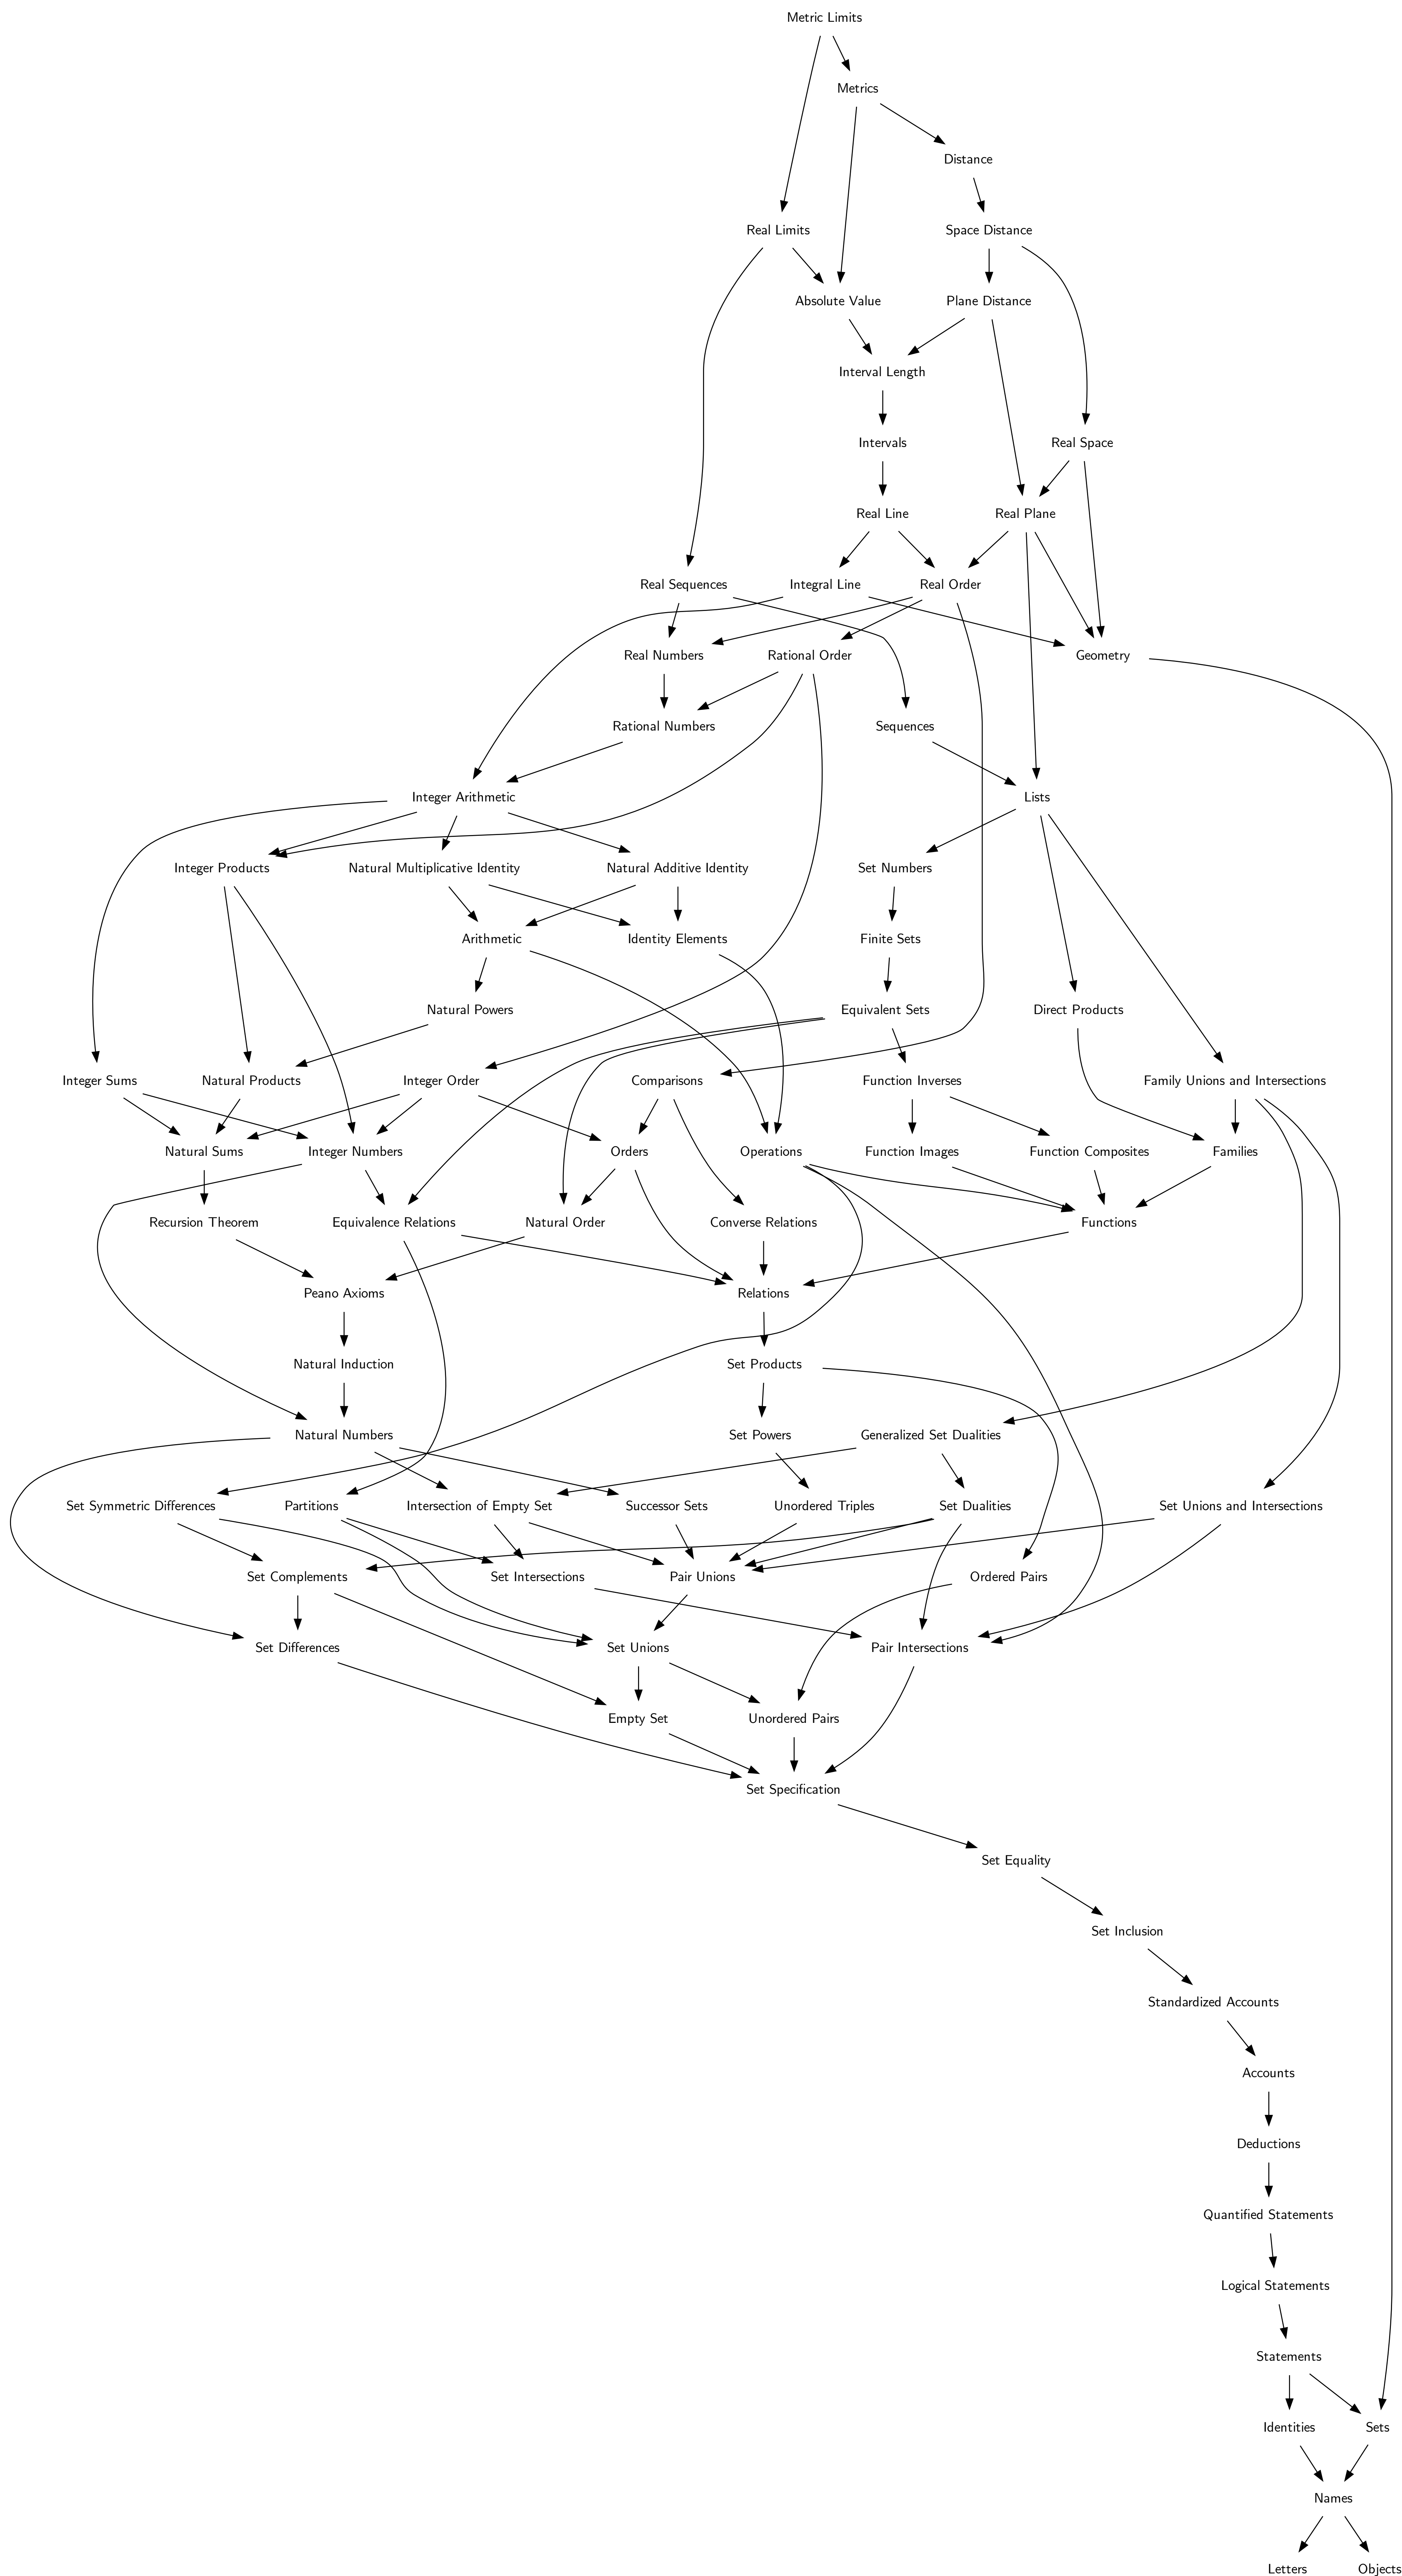 Metric Limits
Metrics
Distance
Real Limits
Space Distance
Absolute Value
Plane Distance
Interval Length
Intervals
Real Space
Real Line
Real Plane
Real Sequences
Integral Line
Real Order
Real Numbers
Rational Order
Geometry
Rational Numbers
Sequences
Integer Arithmetic
Lists
Integer Products
Natural Multiplicative Identity
Natural Additive Identity
Set Numbers
Arithmetic
Identity Elements
Finite Sets
Natural Powers
Equivalent Sets
Direct Products
Integer Sums
Natural Products
Integer Order
Comparisons
Function Inverses
Family Unions and Intersections
Natural Sums
Integer Numbers
Orders
Operations
Function Images
Function Composites
Families
Recursion Theorem
Equivalence Relations
Natural Order
Converse Relations
Functions
Peano Axioms
Relations
Natural Induction
Set Products
Natural Numbers
Set Powers
Generalized Set Dualities
Set Symmetric Differences
Partitions
Intersection of Empty Set
Successor Sets
Unordered Triples
Set Dualities
Set Unions and Intersections
Set Complements
Set Intersections
Pair Unions
Ordered Pairs
Set Differences
Set Unions
Pair Intersections
Empty Set
Unordered Pairs
Set Specification
Set Equality
Set Inclusion
Standardized Accounts
Accounts
Deductions
Quantified Statements
Logical Statements
Statements
Identities
Sets
Names
Letters
Objects